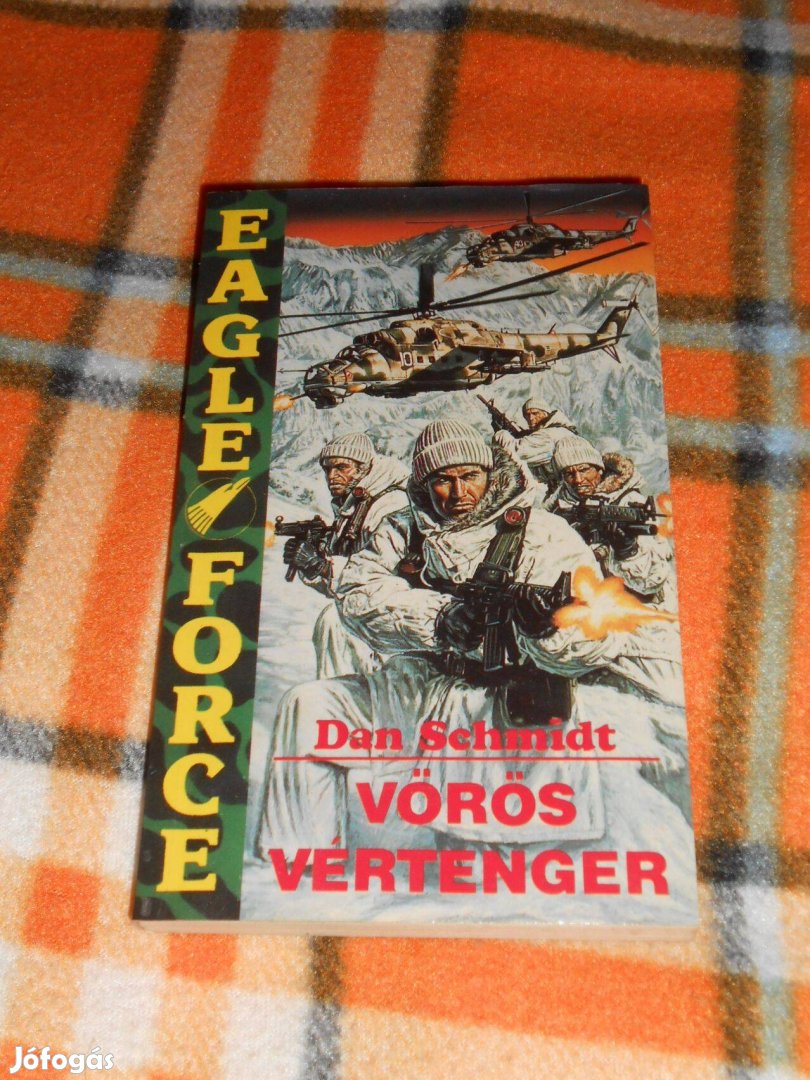 EAGLE FORCE
Dan Schmidt
VÖRÖS
VÉRTENGER
Jófogás